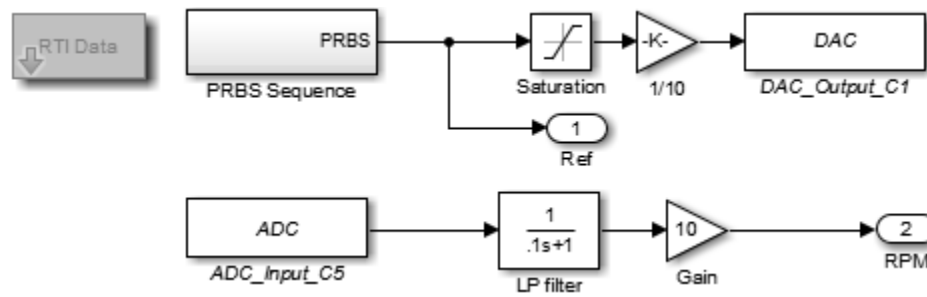 RTI Data
PRBS
PRBS Sequence
Saturation
-K-
1/10
DAC
DAC_Output_C1
1
Ref
ADC
ADC_Input_C5
1
.1s+1
LP filter
10
Gain
2
RPM